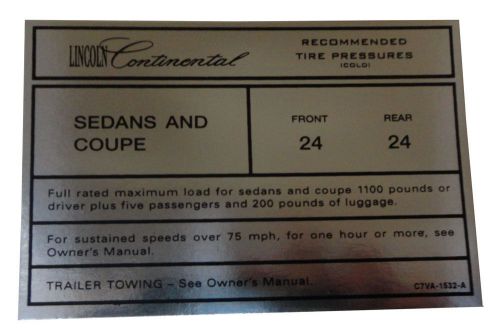 LINCOLN Continental
RECOMMENDED
TIRE PRESSURES
(COLD)
SEDANS AND
COUPE
FRONT REAR
24 24
Full rated maximum load for sedans and coupe 1100 pounds or
driver plus five passengers and 200 pounds of luggage.
For sustained speeds over 75 mph, for one hour or more, see
Owner's Manual.
TRAILER TOWING – See Owner's Manual.
C7VA-1532-A